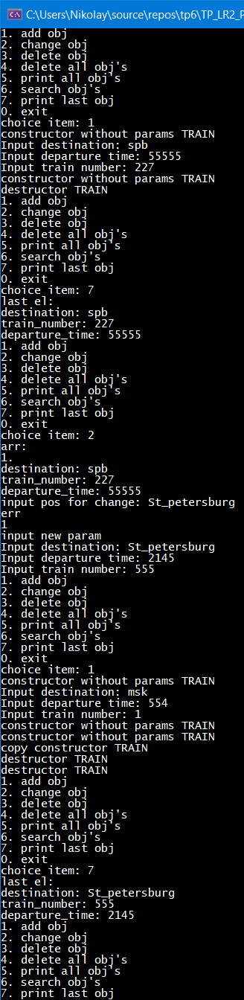 C:\Users\Nikolay\source\repos\tp6\TP_LR2_P
1. add obj
2. change obj
3. delete obj
4. delete all obj's
5. print all obj's
6. search obj's
7. print last obj
0. exit
choice item: 1
constructor without params TRAIN
Input destination: spb
Input departure time: 55555
Input train number: 227
constructor without params TRAIN
destructor TRAIN
1. add obj
2. change obj
3. delete obj
4. delete all obj's
5. print all obj's
6. search obj's
7. print last obj
0. exit
choice item: 7
last el:
destination: spb
train_number: 227
departure_time: 55555
1. add obj
2. change obj
3. delete obj
4. delete all obj's
5. print all obj's
6. search obj's
7. print last obj
0. exit
choice item: 2
arr:
1.
destination: spb
train_number: 227
departure_time: 55555
input pos for change: St_petersburg
err
1
input new param
Input destination: St_petersburg
Input departure time: 2145
Input train number: 555
1. add obj
2. change obj
3. delete obj
4. delete all obj's
5. print all obj's
6. search obj's
7. print last obj
0. exit
choice item: 1
constructor without params TRAIN
Input destination: msk
Input departure time: 554
Input train number: 1
constructor without params TRAIN
constructor without params TRAIN
copy constructor TRAIN
destructor TRAIN
destructor TRAIN
1. add obj
2. change obj
3. delete obj
4. delete all obj's
5. print all obj's
6. search obj's
7. print last obj
0. exit
choice item: 7
last el:
destination: St_petersburg
train_number: 555
departure_time: 2145
1. add obj
2. change obj
3. delete obj
4. delete all obj's
5. print all obj's
6. search obj's
7. print last obj